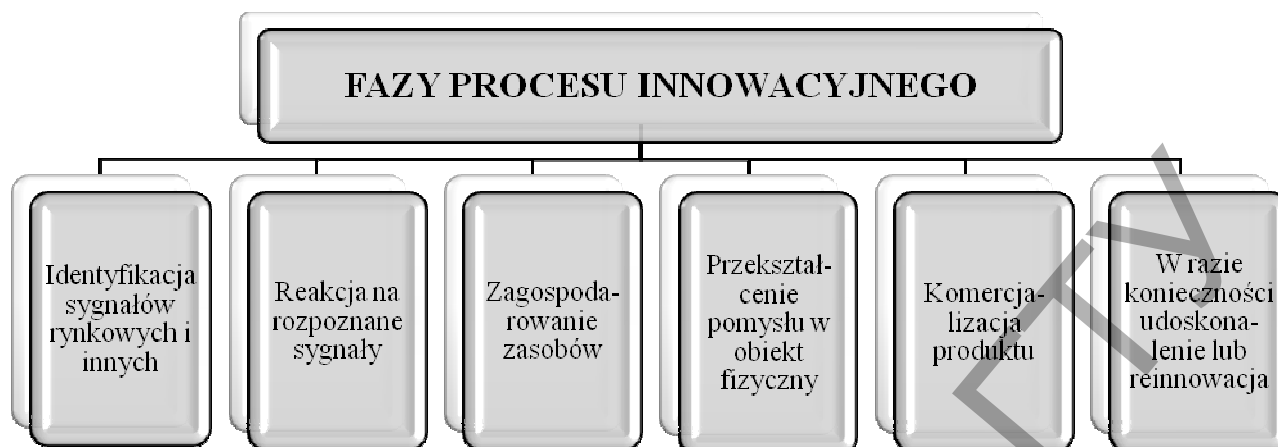 FAZY PROCESU INNOWACYJNEGO
Identyfikacja
sygnałów
rynkowych i
innych
Reakcja na
rozpoznane
sygnały
Zagospoda-
rowanie
zasobów
Przekształ-
cenie
pomysłu w
obiekt
fizyczny
Komercja-
lizacja
produktu
W razie
konieczności
udoskona-
lenie lub
reinnowacja